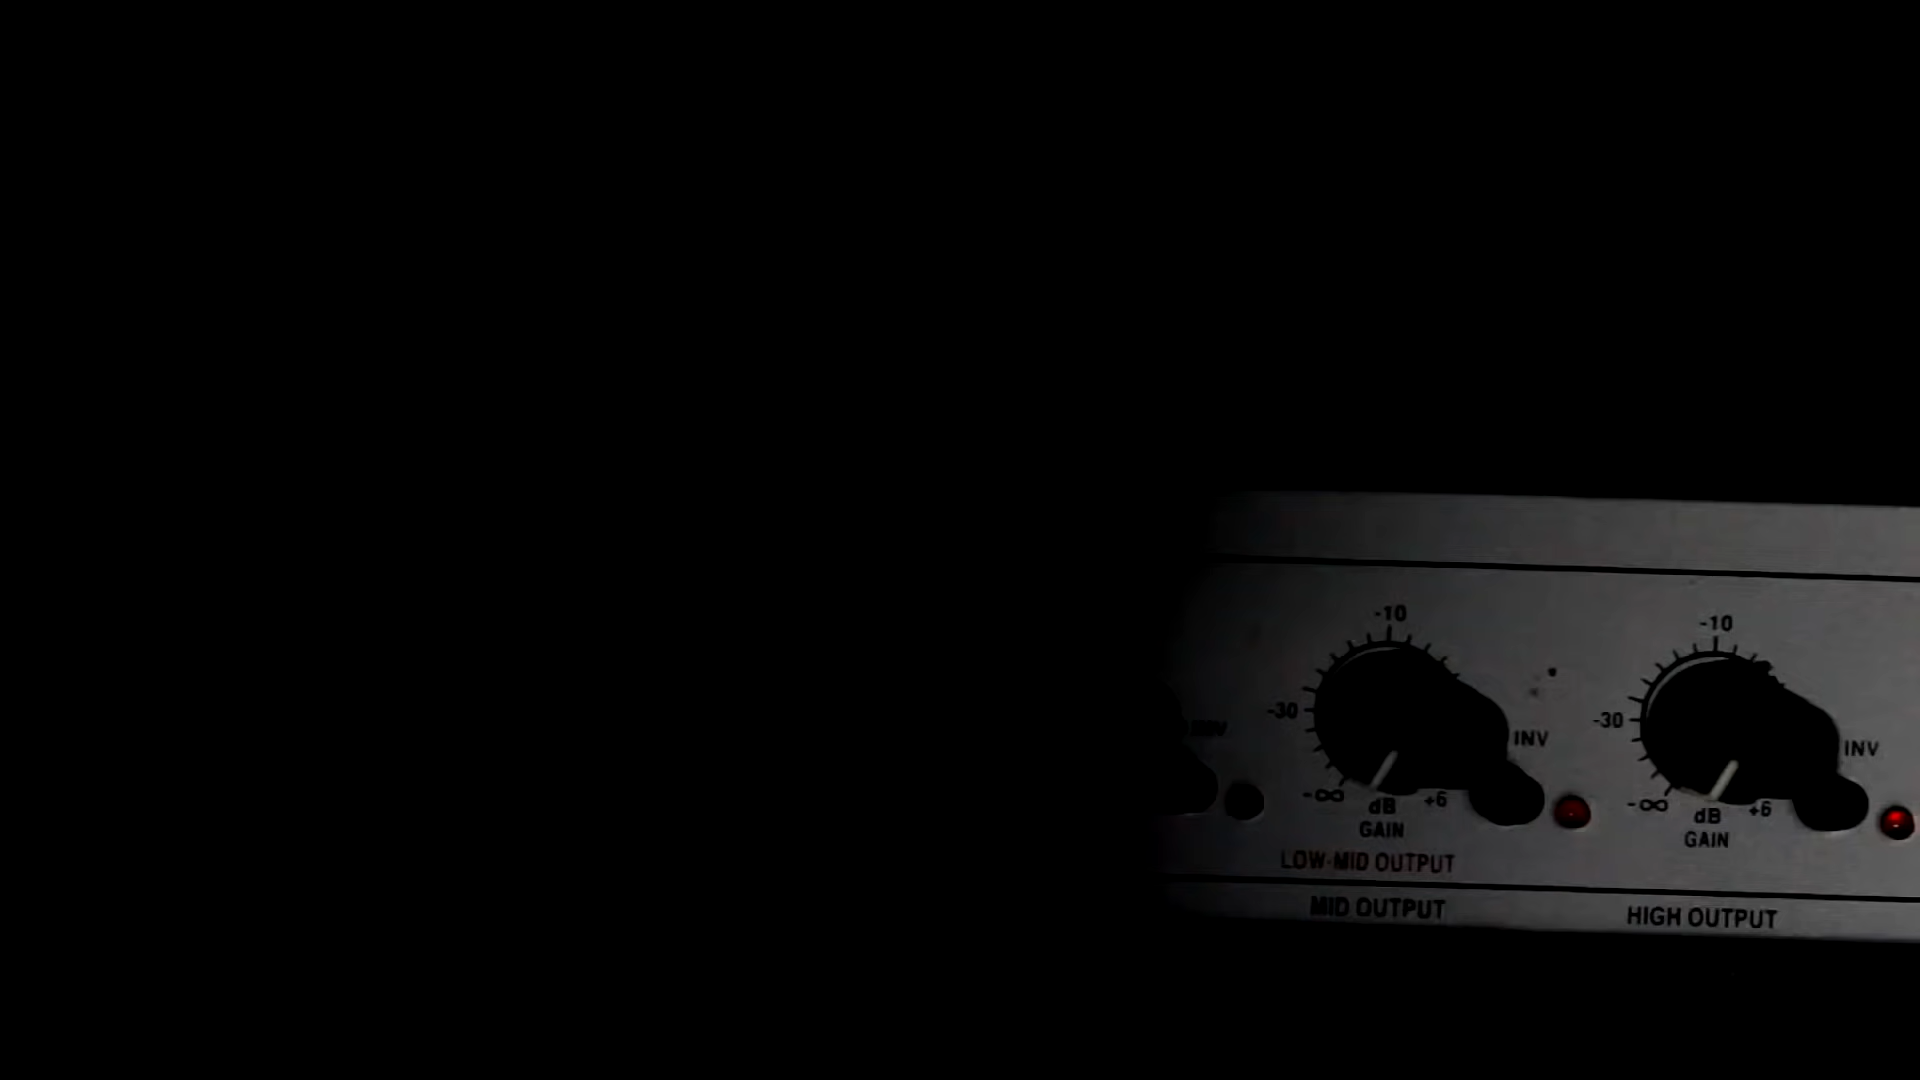 -10
-30
INV
-∞
dB
+6
GAIN
LOW-MID OUTPUT
MID OUTPUT
-10
-30
INV
-∞
dB
+6
GAIN
HIGH OUTPUT
INV